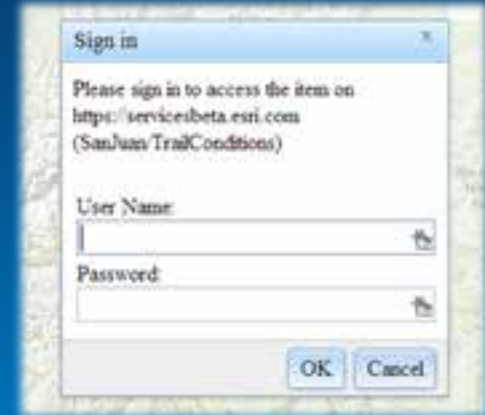 Sign in
x
Please sign in to access the item on
https://servicesbeta.esri.com
(SanJuan/TrailConditions)
User Name:
Password:
OK Cancel